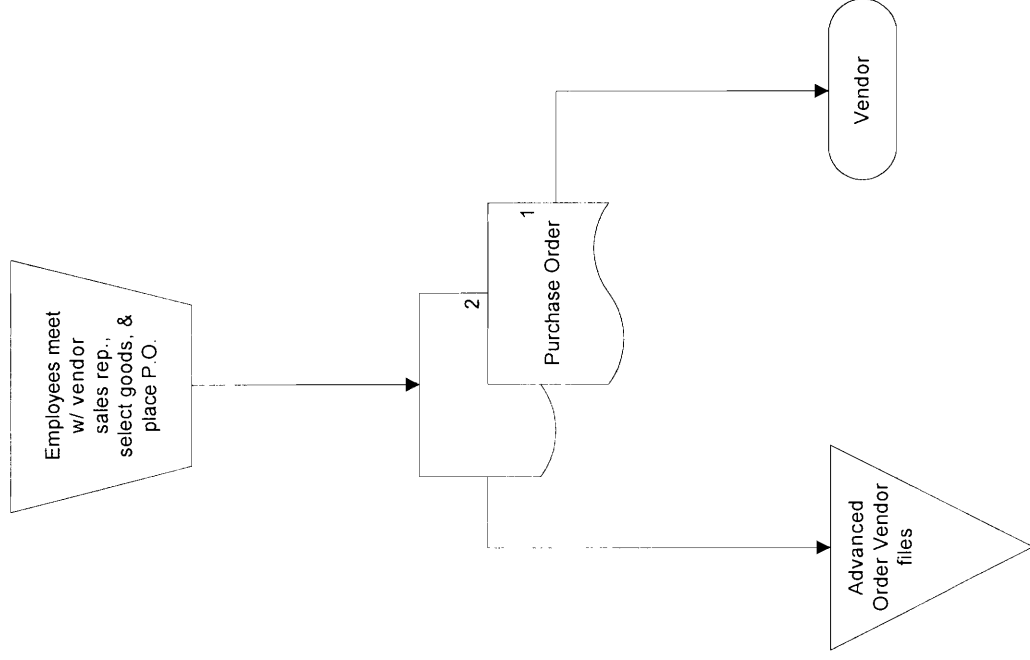 Employees meet
w/ vendor
sales rep.,
select goods, &
place P.O.
2
1
Purchase Order
Vendor
Advanced
Order Vendor
files